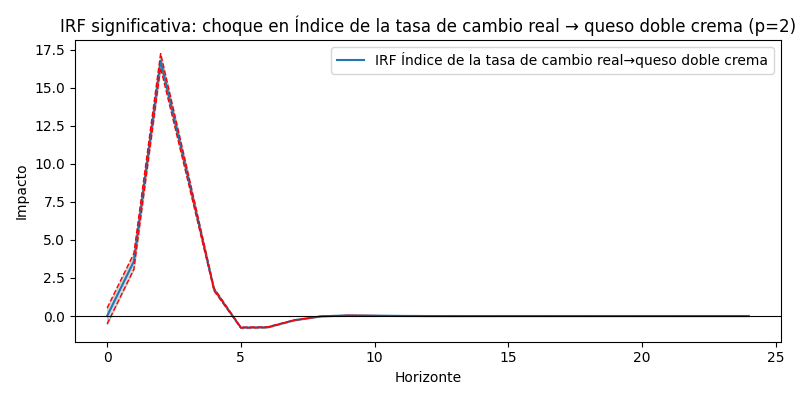 IRF significativa: choque en Índice de la tasa de cambio real → queso doble crema (p=2)
IRF Índice de la tasa de cambio real→queso doble crema
17.5
15.0
12.5
10.0
7.5
5.0
2.5
0.0
Impacto
0 5 10 15 20 25
Horizonte